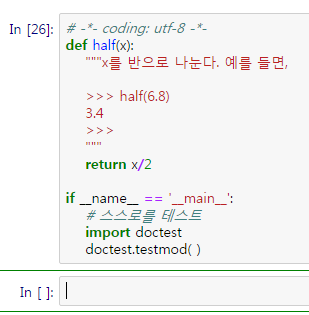 In [26]: # -*- coding: utf-8 -*-
def half(x):
    """x를 반으로 나눈다. 예를 들면,

    >>> half(6.8)
    3.4
    >>>
    """
    return x/2

if __name__ == '__main__':
    # 스스로를 테스트
    import doctest
    doctest.testmod( )
In [ ]: